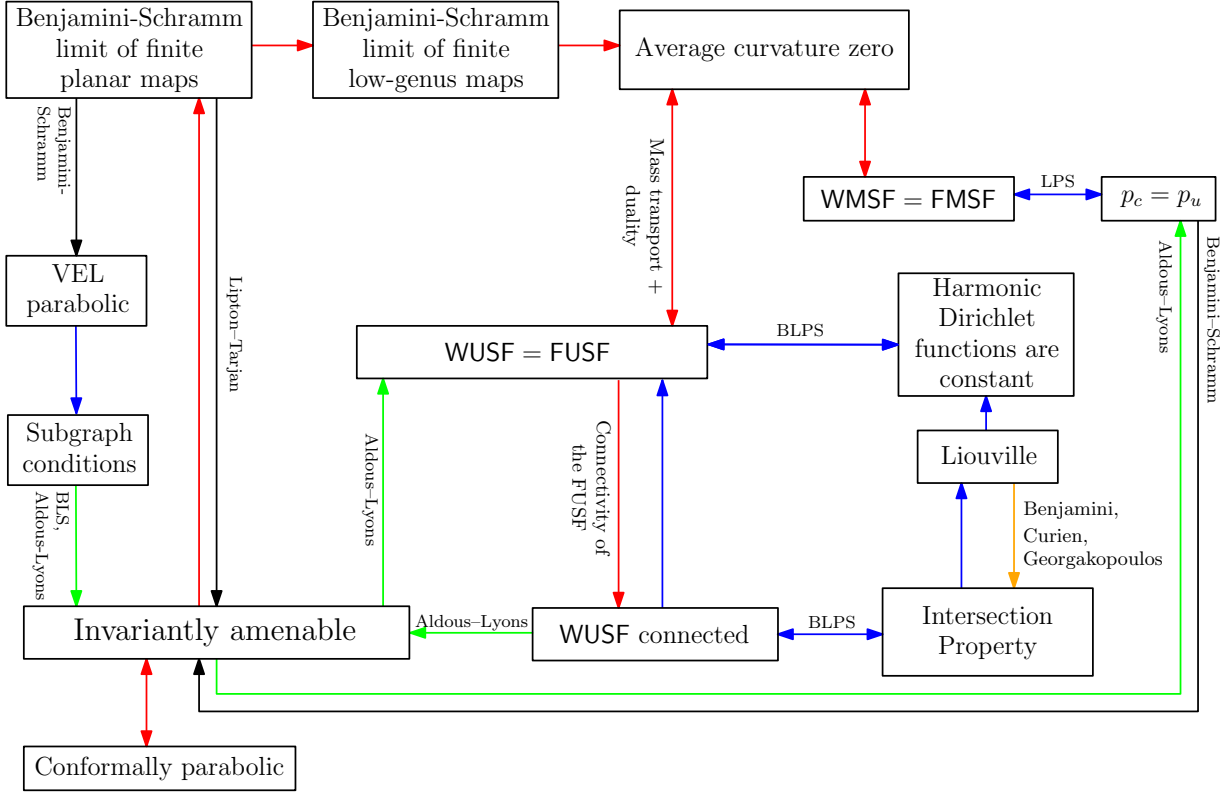 Benjamini-Schramm
limit of finite
planar maps
Benjamini-Schramm
limit of finite
low-genus maps
Average curvature zero
Benjamini-
Schramm
Mass transport +
duality
WMSF = FMSF
LPS
p_c = p_u
VEL
parabolic
Lipton–Tarjan
Aldous–Lyons
Benjamini–Schramm
Harmonic
Dirichlet
functions are
constant
BLPS
WUSF = FUSF
Subgraph
conditions
Aldous–Lyons
Connectivity of
the FUSF
Liouville
BLS,
Aldous-Lyons
Benjamini,
Curien,
Georgakopoulos
Invariantly amenable
Aldous–Lyons
WUSF connected
BLPS
Intersection
Property
Conformally parabolic